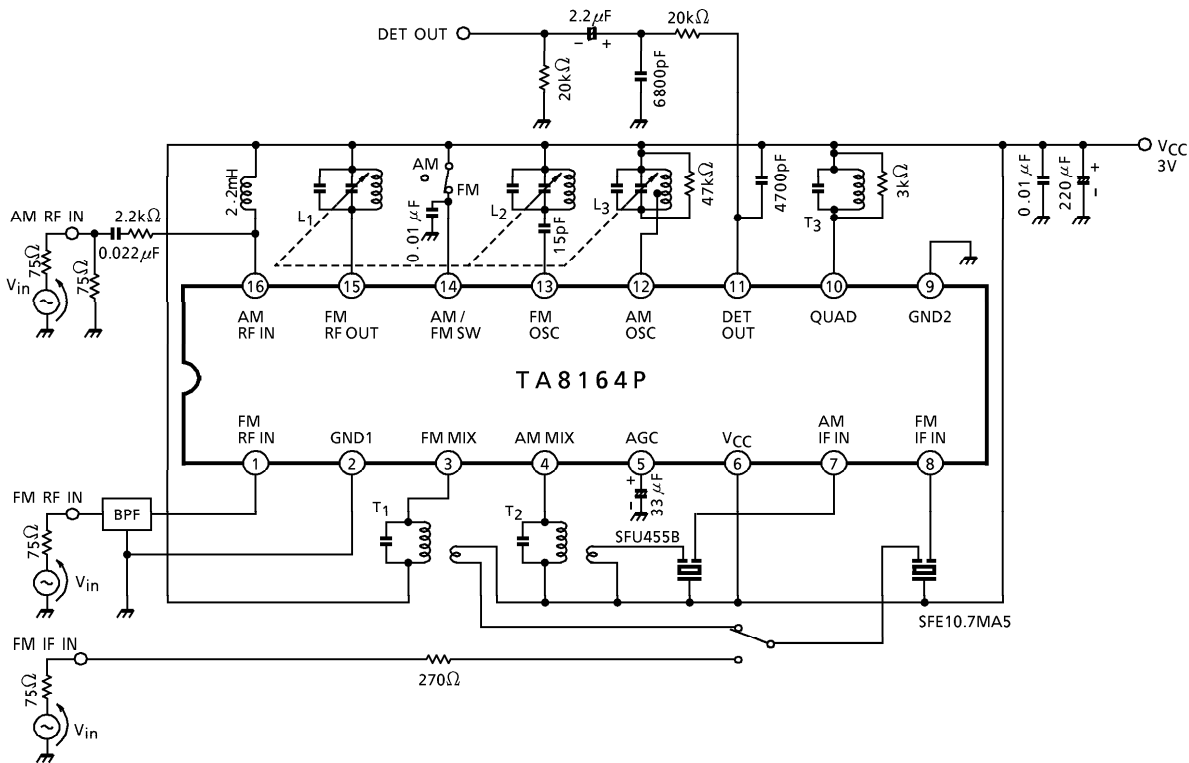 DET OUT
2.2μF
− +
20kΩ
20kΩ
6800pF
VCC
3V
AM RF IN
2.2kΩ
0.022μF
75Ω
Vin
75Ω
2.2mH
L1
AM
FM
0.01μF
L2
15pF
L3
47kΩ
4700pF
T3
3kΩ
0.01μF
220μF
+
−
16 15 14 13 12 11 10 9
AM
RF IN
FM
RF OUT
AM/
FM SW
FM
OSC
AM
OSC
DET
OUT
QUAD
GND2
TA8164P
FM
RF IN
GND1
FM MIX
AM MIX
AGC
VCC
AM
IF IN
FM
IF IN
1 2 3 4 5 6 7 8
FM RF IN
BPF
75Ω
Vin
T1
T2
+
−
33μF
SFU455B
SFE10.7MA5
FM IF IN
270Ω
75Ω
Vin